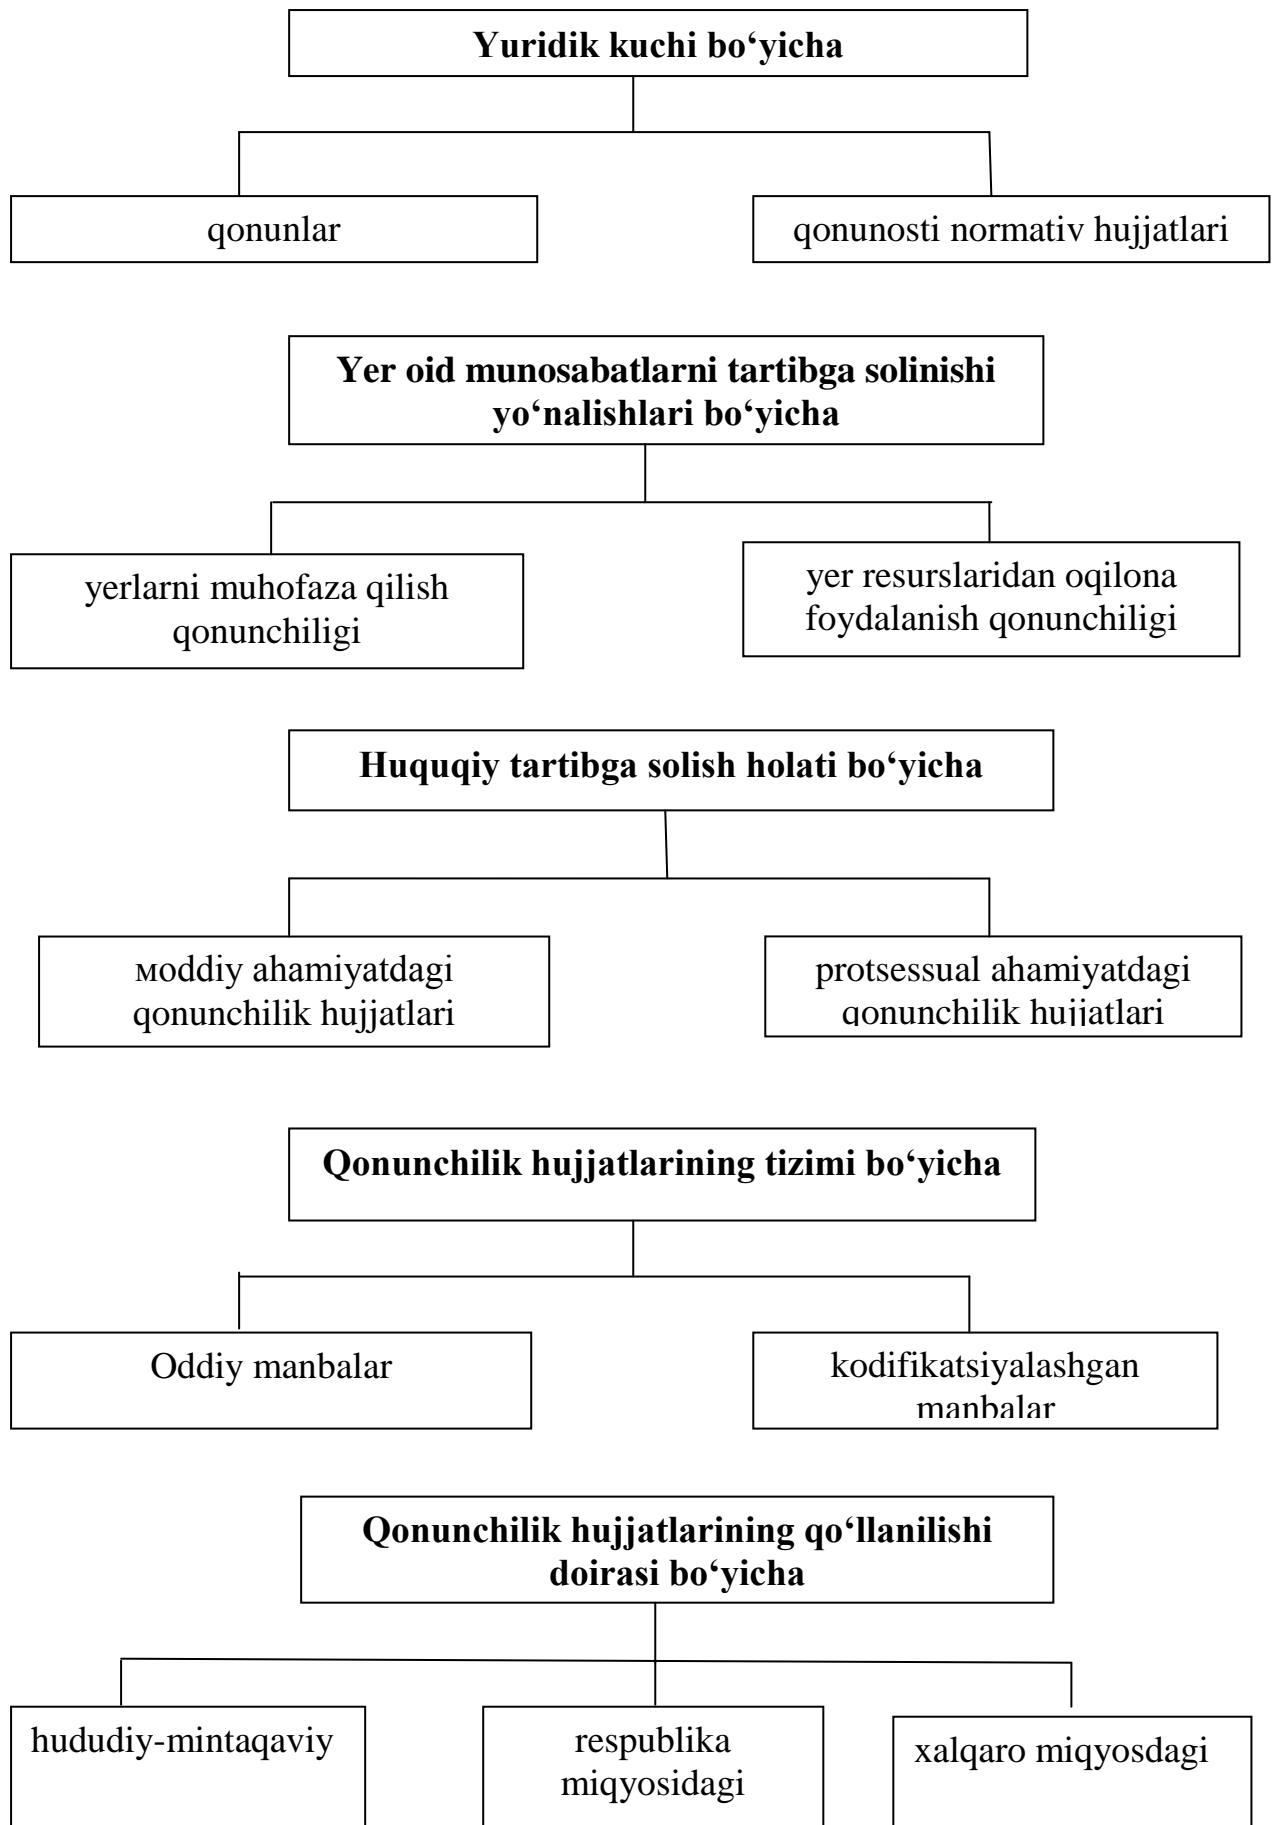 Yuridik kuchi bo‘yicha
qonunlar
qonunosti normativ hujjatlari
Yer oid munosabatlarni tartibga solinishi
yo‘nalishlari bo‘yicha
yerlarni muhofaza qilish
qonunchiligi
yer resurslaridan oqilona
foydalanish qonunchiligi
Huquqiy tartibga solish holati bo‘yicha
мoddiy ahamiyatdagi
qonunchilik hujjatlari
protsessual ahamiyatdagi
qonunchilik hujjatlari
Qonunchilik hujjatlarining tizimi bo‘yicha
Oddiy manbalar
kodifikatsiyalashgan
manbalar
Qonunchilik hujjatlarining qo‘llanilishi
doirasi bo‘yicha
hududiy-mintaqaviy
respublika
miqyosidagi
xalqaro miqyosdagi